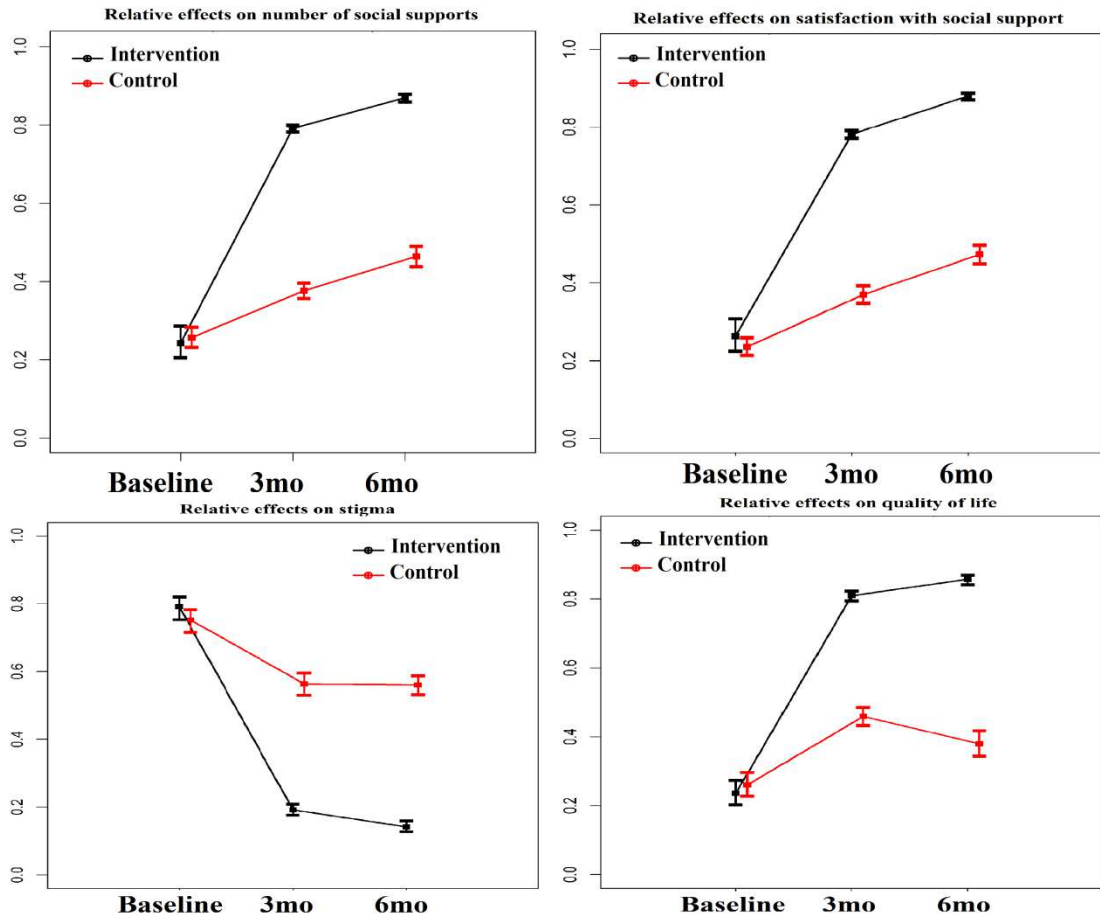 Relative effects on number of social supports
1.0
0.8
0.6
0.4
0.2
0.0
Intervention
Control
Baseline 3mo 6mo
Relative effects on satisfaction with social support
1.0
0.8
0.6
0.4
0.2
0.0
Intervention
Control
Baseline 3mo 6mo
Relative effects on stigma
1.0
0.8
0.6
0.4
0.2
0.0
Intervention
Control
Baseline 3mo 6mo
Relative effects on quality of life
1.0
0.8
0.6
0.4
0.2
0.0
Intervention
Control
Baseline 3mo 6mo